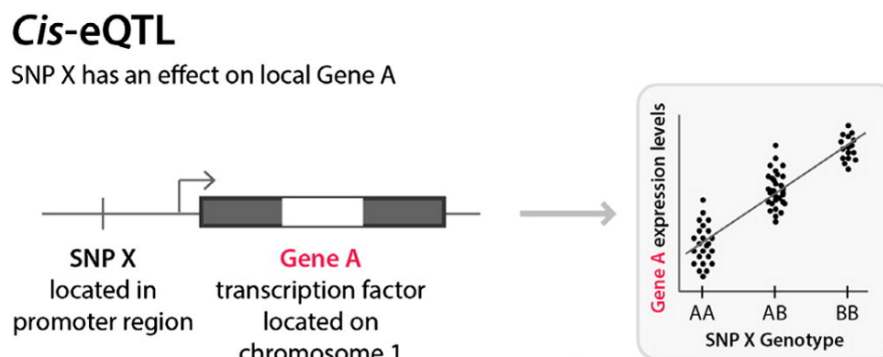 Cis-eQTL
SNP X has an effect on local Gene A
SNP X
located in
promoter region
Gene A
transcription factor
located on
chromosome 1
Gene A expression levels
AA AB BB
SNP X Genotype